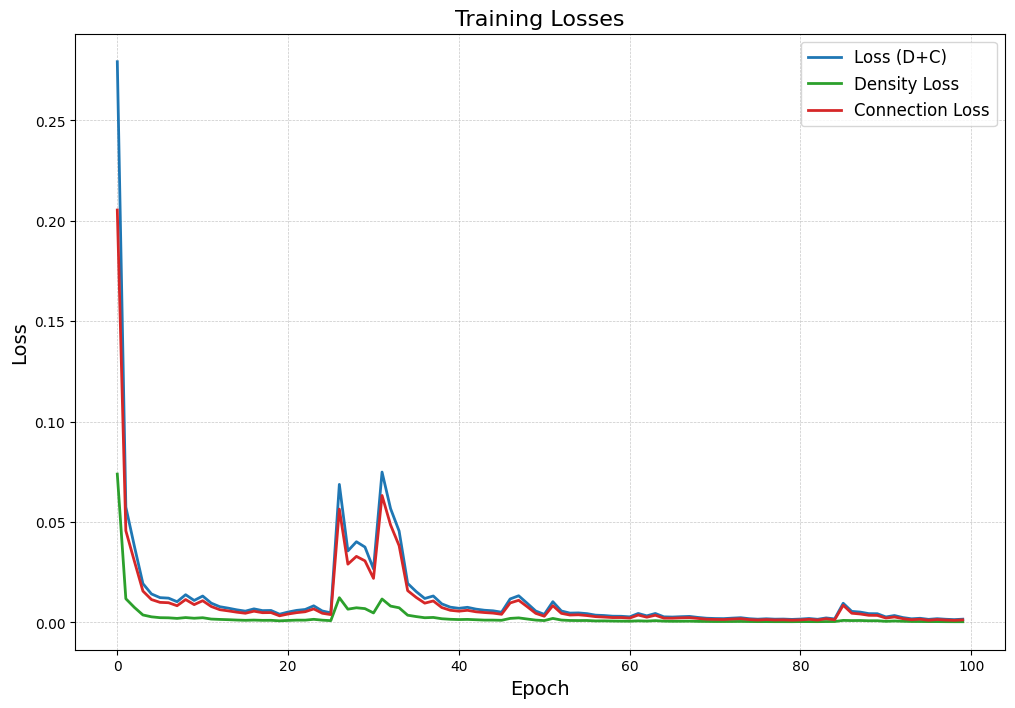 Training Losses
Loss (D+C)
Density Loss
Connection Loss
0.25
0.20
0.15
0.10
0.05
0.00
Loss
0 20 40 60 80 100
Epoch